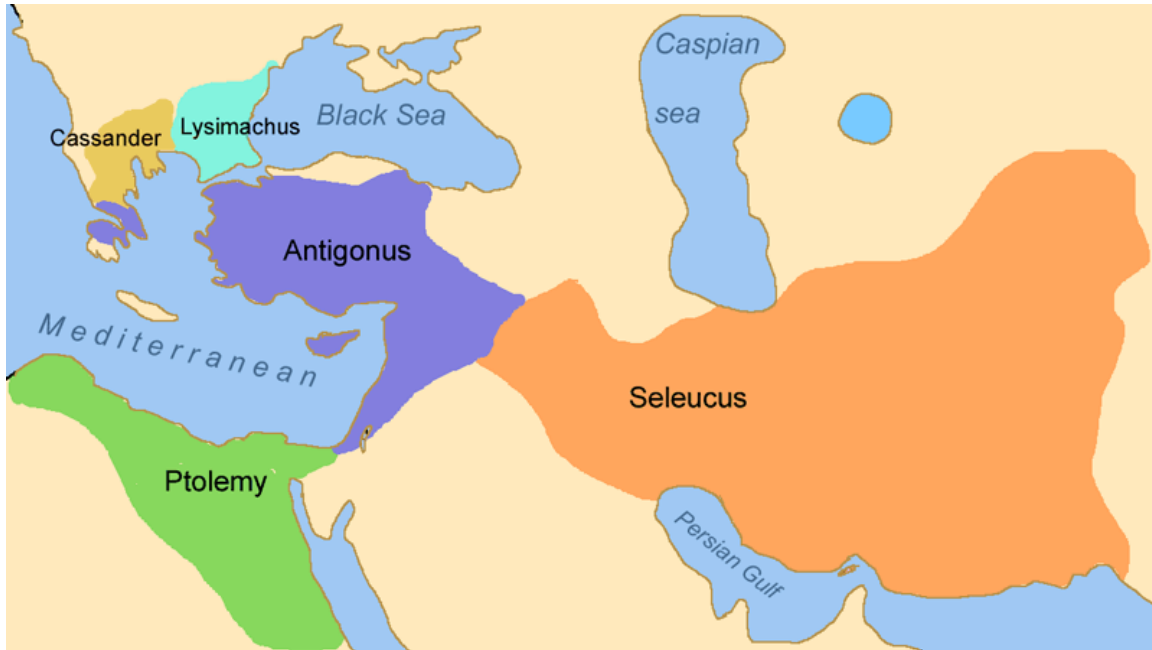 Caspian
sea
Black Sea
Lysimachus
Cassander
Antigonus
Mediterranean
Seleucus
Ptolemy
Persian Gulf